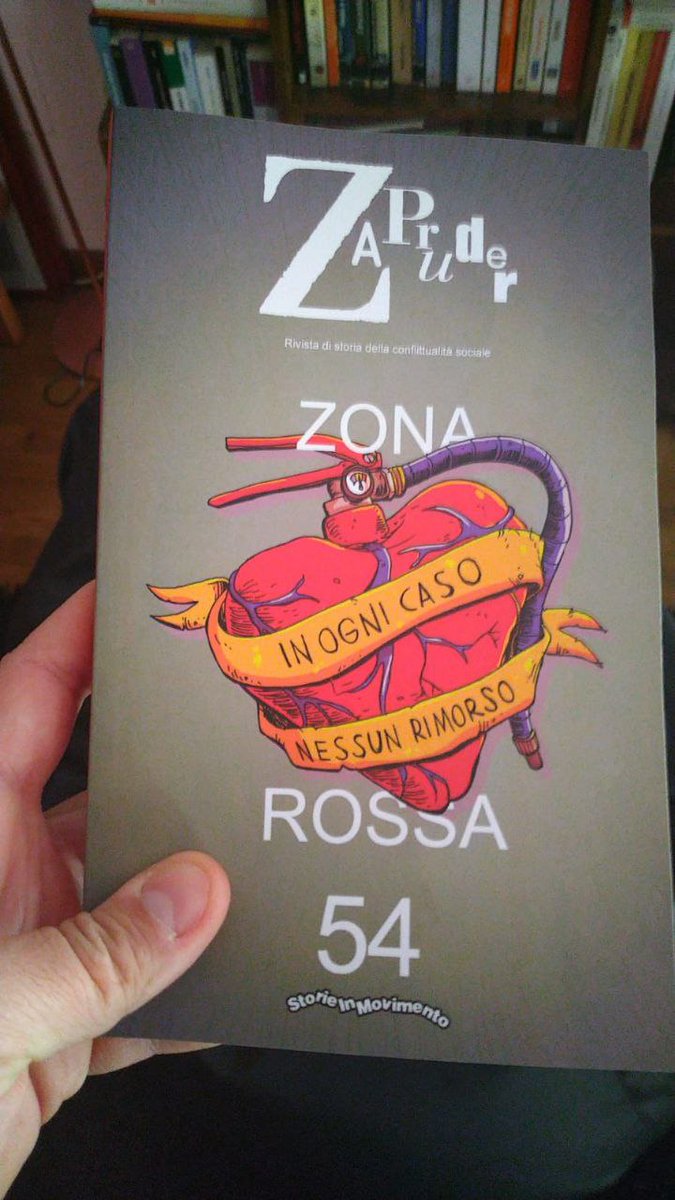 ZAPruder
Rivista di storia della conflittualità sociale
ZONA
IN OGNI CASO
NESSUN RIMORSO
ROSSA
54
StorieInMovimento